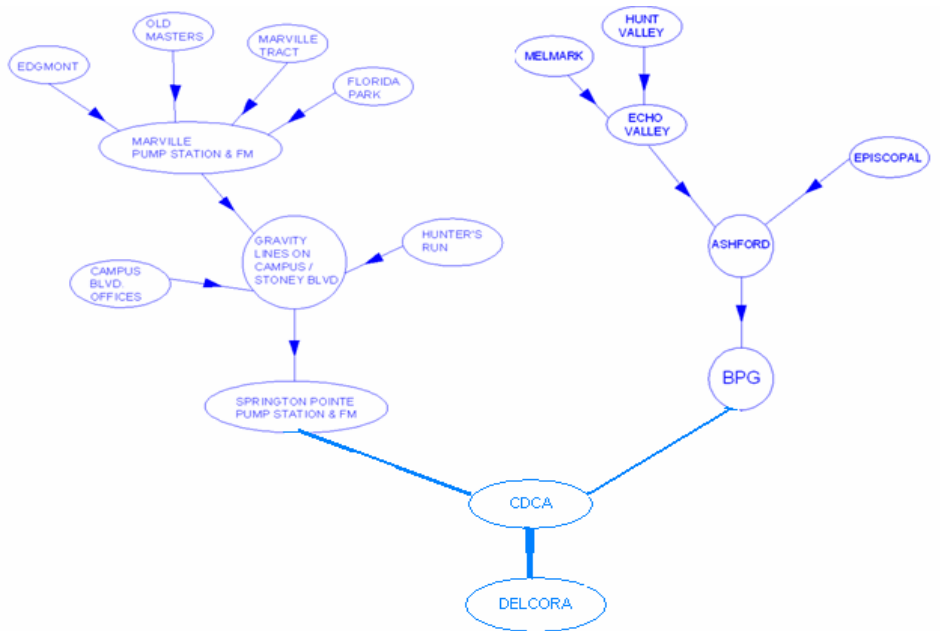 OLD
MASTERS
MARVILLE
TRACT
EDGMONT
FLORIDA
PARK
MARVILLE
PUMP STATION & FM
HUNT
VALLEY
MELMARK
ECHO
VALLEY
EPISCOPAL
GRAVITY
LINES ON
CAMPUS /
STONEY BLVD
HUNTER'S
RUN
CAMPUS
BLVD.
OFFICES
ASHFORD
SPRINGTON POINTE
PUMP STATION & FM
BPG
CDCA
DELCORA